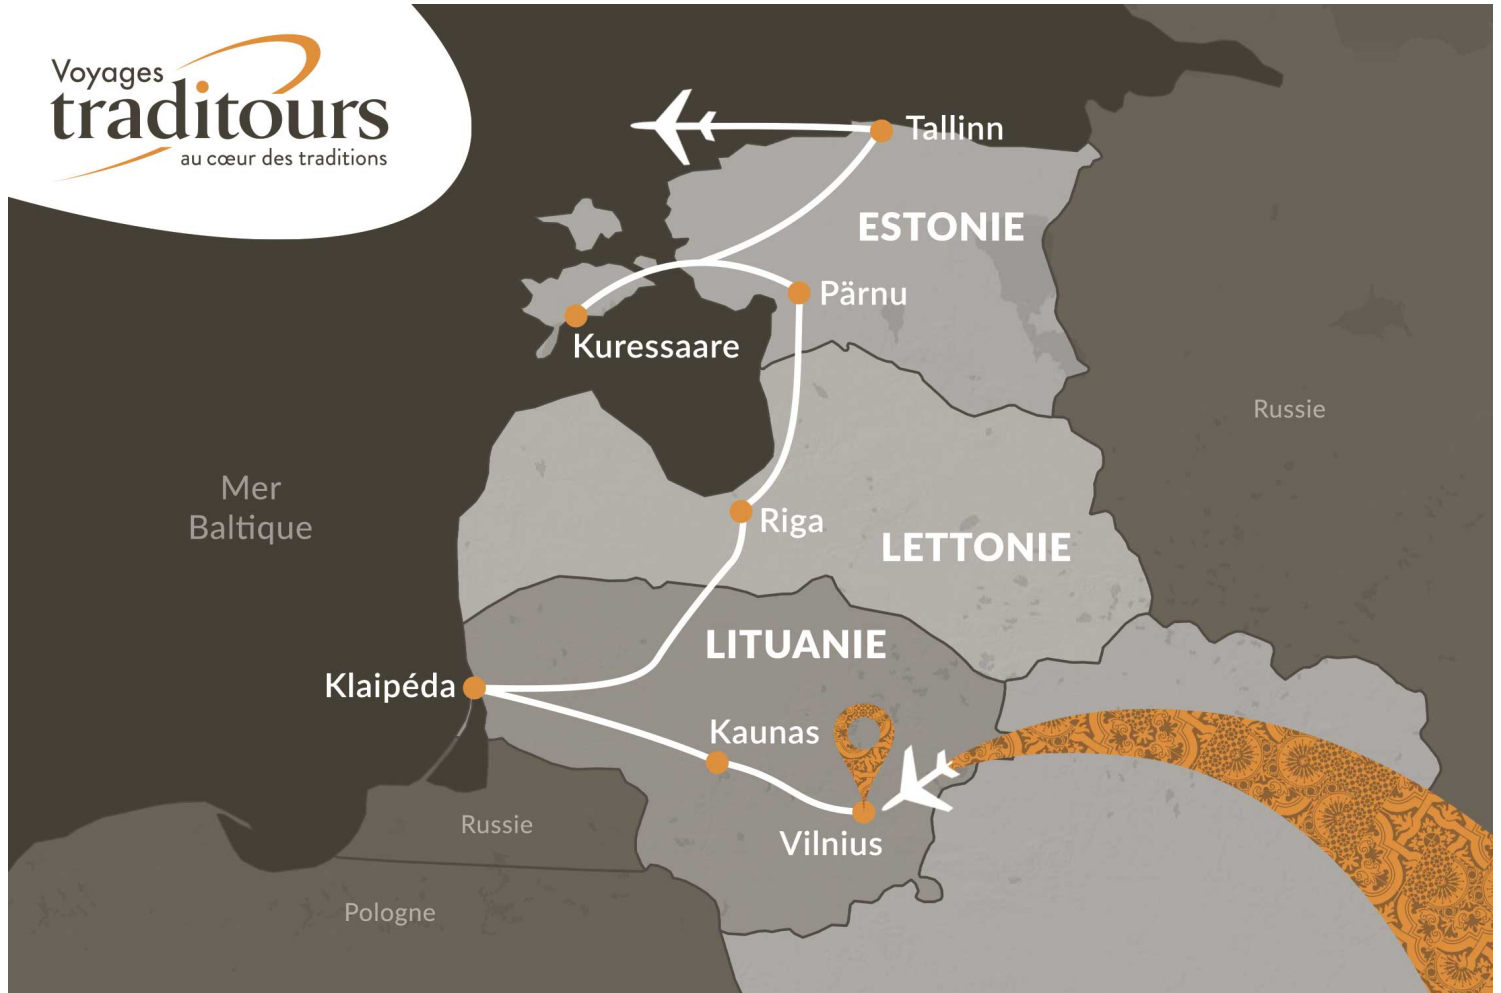 Voyages
traditours
au cœur des traditions
Tallinn
ESTONIE
Pärnu
Kuressaare
Russie
Mer
Baltique
Riga
LETTONIE
LITUANIE
Klaipéda
Kaunas
Vilnius
Russie
Pologne